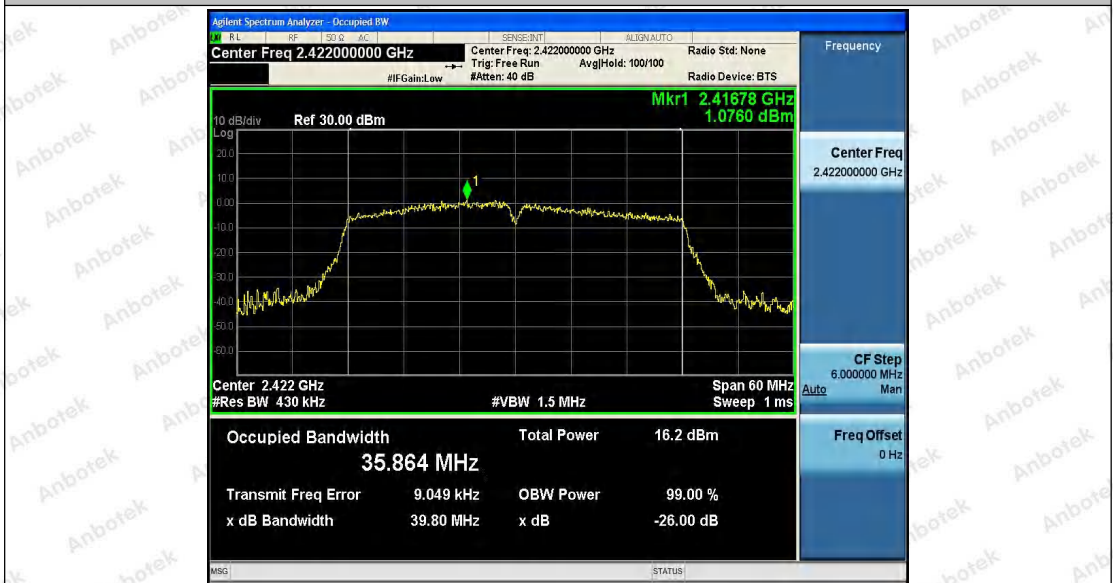 Agilent Spectrum Analyzer - Occupied BW
RL RF 50 Ω AC SENSE:INT ALIGNAUTO
Center Freq 2.422000000 GHz
Center Freq: 2.422000000 GHz
Radio Std: None
Trig: Free Run Avg|Hold: 100/100
#IFGain:Low #Atten: 40 dB Radio Device: BTS
Frequency
Mkr1 2.41678 GHz
1.0760 dBm
10 dB/div Ref 30.00 dBm
Log
20.0
10.0
0.00
-10.0
-20.0
-30.0
-40.0
-50.0
-60.0
1
Center 2.422 GHz Span 60 MHz
#Res BW 430 kHz #VBW 1.5 MHz Sweep 1 ms
Center Freq
2.422000000 GHz
CF Step
6.000000 MHz
Auto Man
Freq Offset
0 Hz
Occupied Bandwidth Total Power 16.2 dBm
35.864 MHz
Transmit Freq Error 9.049 kHz OBW Power 99.00 %
x dB Bandwidth 39.80 MHz x dB -26.00 dB
MSG STATUS
Anbotek